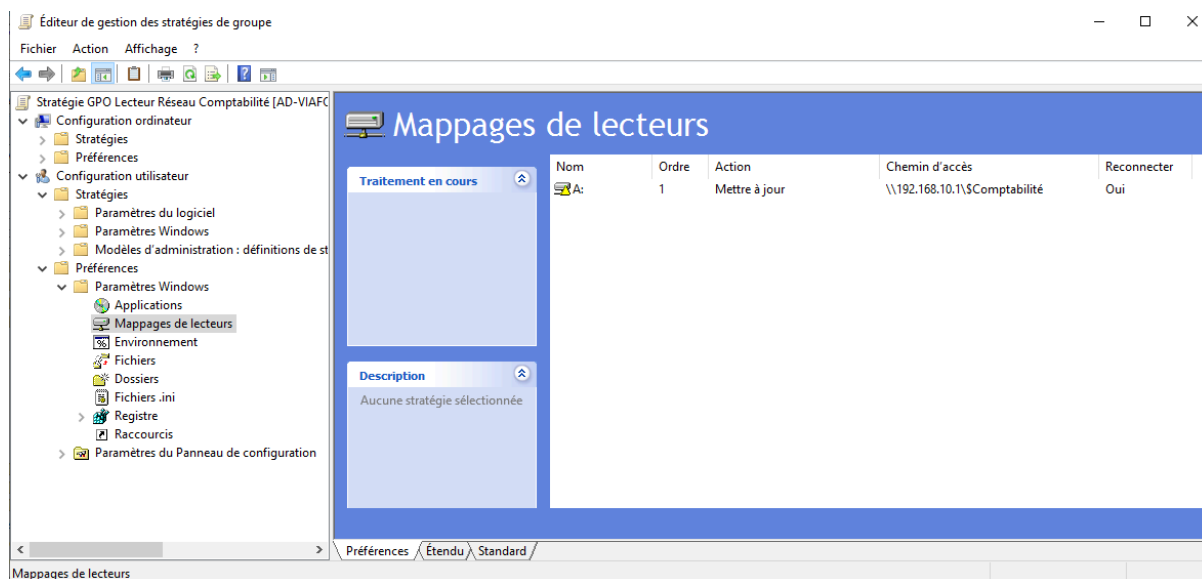 Éditeur de gestion des stratégies de groupe
Fichier Action Affichage ?
Stratégie GPO Lecteur Réseau Comptabilité [AD-VIAFC
Configuration ordinateur
Stratégies
Préférences
Configuration utilisateur
Stratégies
Paramètres du logiciel
Paramètres Windows
Modèles d'administration : définitions de st
Préférences
Paramètres Windows
Applications
Mappages de lecteurs
Environnement
Fichiers
Dossiers
Fichiers .ini
Registre
Raccourcis
Paramètres du Panneau de configuration
Mappages de lecteurs
Traitement en cours
Description
Aucune stratégie sélectionnée
Nom Ordre Action Chemin d'accès Reconnecter
A: 1 Mettre à jour \\192.168.10.1\$Comptabilité Oui
Préférences Étendu Standard
Mappages de lecteurs